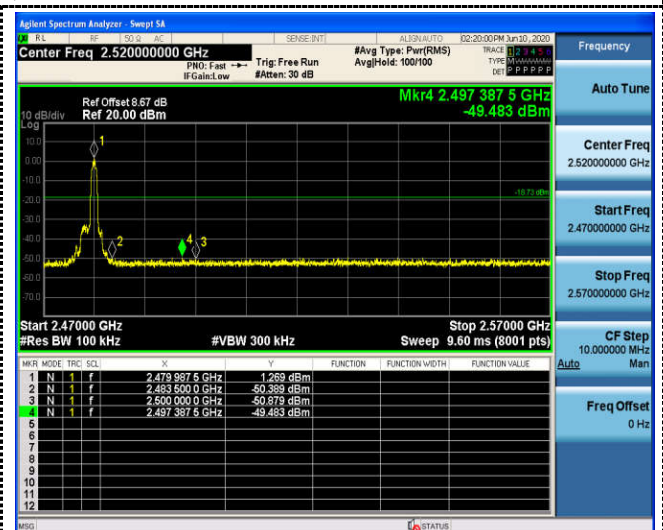 Agilent Spectrum Analyzer - Swept SA
RL RF 50 Ω AC SENSE:INT ALIGN AUTO 02:20:00 PM Jun 10, 2020
Center Freq 2.520000000 GHz #Avg Type: Pwr(RMS) TRACE 1 2 3 4 5 6
PNO: Fast Trig: Free Run Avg|Hold: 100/100 TYPE M
IFGain:Low #Atten: 30 dB DET P P P P P P
Ref Offset 8.67 dB Mkr4 2.497 387 5 GHz
10 dB/div Ref 20.00 dBm -49.483 dBm
Log
10.0
0.00
-10.0
-18.73 dBm
-20.0
-30.0
-40.0
-50.0
-60.0
-70.0
1
2
4
3
Start 2.47000 GHz Stop 2.57000 GHz
#Res BW 100 kHz #VBW 300 kHz Sweep 9.60 ms (8001 pts)
MKR MODE TRC SCL X Y FUNCTION FUNCTION WIDTH FUNCTION VALUE
1 N 1 f 2.479 987 5 GHz 1.269 dBm
2 N 1 f 2.483 500 0 GHz -50.389 dBm
3 N 1 f 2.500 000 0 GHz -50.879 dBm
4 N 1 f 2.497 387 5 GHz -49.483 dBm
5
6
7
8
9
10
11
12
MSG STATUS
Frequency
Auto Tune
Center Freq
2.520000000 GHz
Start Freq
2.470000000 GHz
Stop Freq
2.570000000 GHz
CF Step
10.000000 MHz
Auto Man
Freq Offset
0 Hz